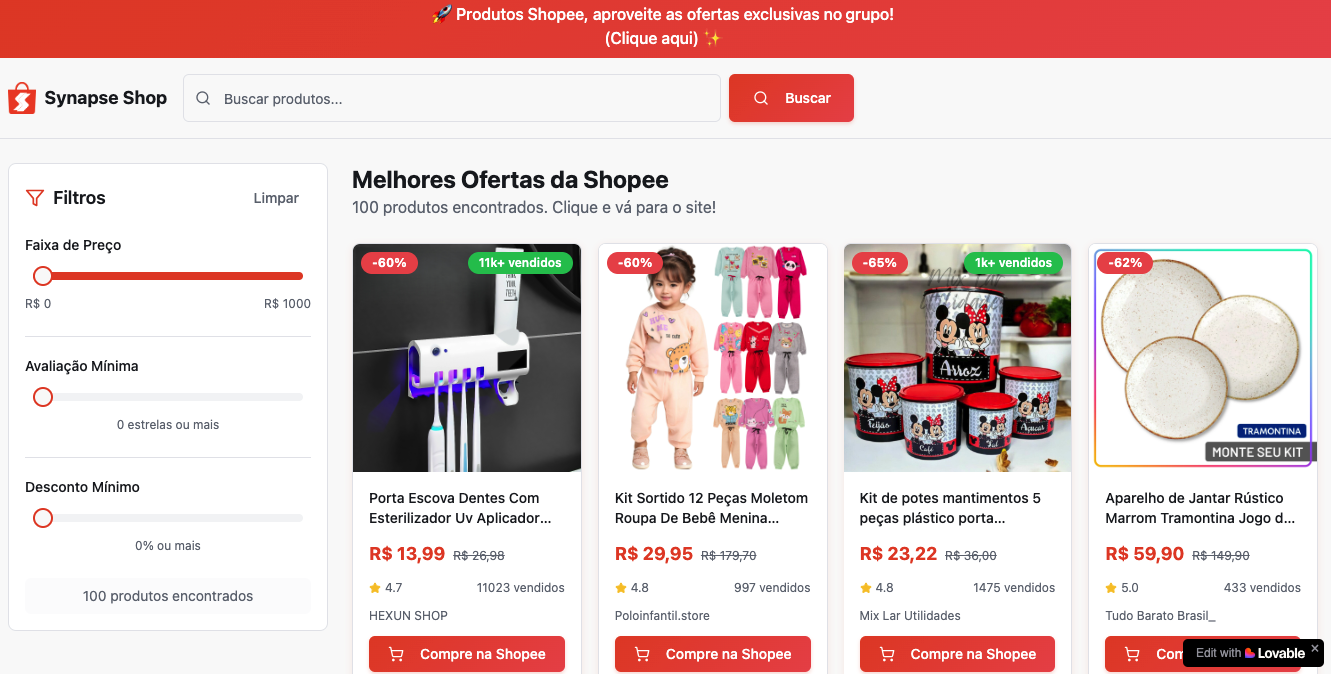 🚀 Produtos Shopee, aproveite as ofertas exclusivas no grupo!
(Clique aqui) ✨
Synapse Shop
Buscar produtos...
Buscar
Filtros
Limpar
Faixa de Preço
R$ 0
R$ 1000
Avaliação Mínima
0 estrelas ou mais
Desconto Mínimo
0% ou mais
100 produtos encontrados
Melhores Ofertas da Shopee
100 produtos encontrados. Clique e vá para o site!
-60%
11k+ vendidos
Porta Escova Dentes Com
Esterilizador Uv Aplicador...
R$ 13,99 R$ 26,98
4.7
11023 vendidos
HEXUN SHOP
Compre na Shopee
-60%
Kit Sortido 12 Peças Moletom
Roupa De Bebê Menina...
R$ 29,95 R$ 179,70
4.8
997 vendidos
Poloinfantil.store
Compre na Shopee
-65%
1k+ vendidos
Arroz
Feijão
Café
Sal
Açúcar
Kit de potes mantimentos 5
peças plástico porta...
R$ 23,22 R$ 36,00
4.8
1475 vendidos
Mix Lar Utilidades
Compre na Shopee
-62%
TRAMONTINA
MONTE SEU KIT
Aparelho de Jantar Rústico
Marrom Tramontina Jogo d...
R$ 59,90 R$ 149,90
5.0
433 vendidos
Tudo Barato Brasil_
Com
Edit with Lovable